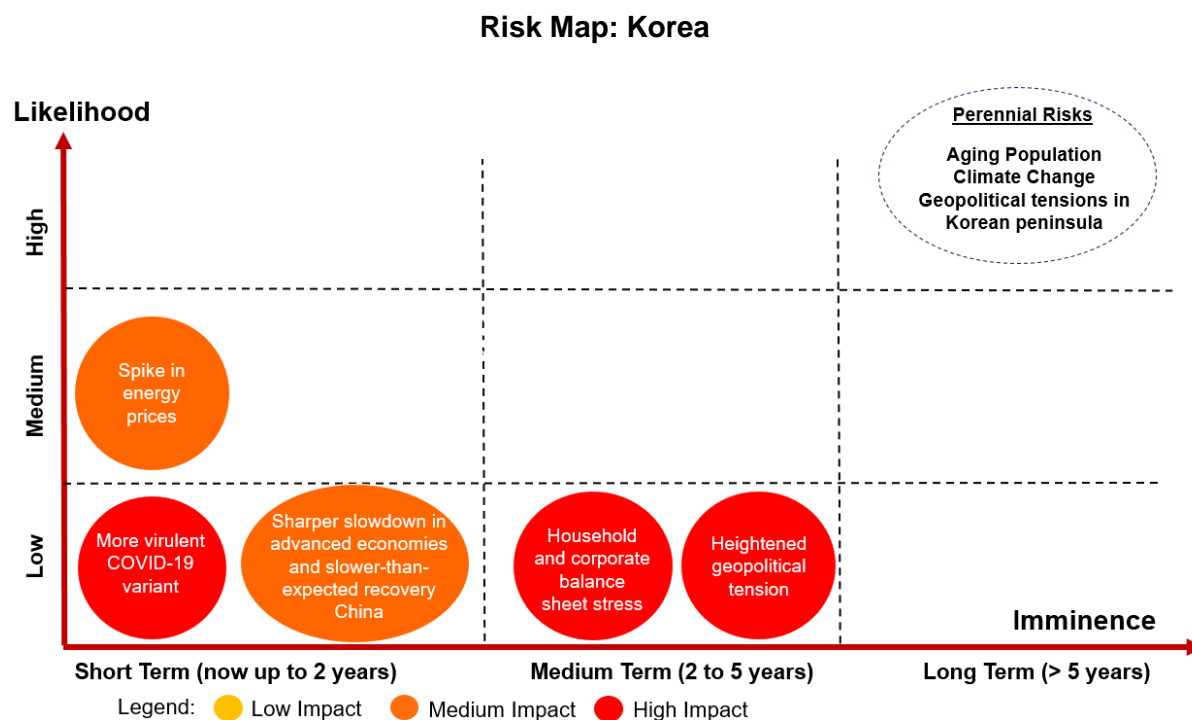 Risk Map: Korea
Likelihood
Perennial Risks
Aging Population
Climate Change
Geopolitical tensions in
Korean peninsula
High
Medium
Low
Spike in
energy
prices
More virulent
COVID-19
variant
Sharper slowdown in
advanced economies
and slower-than-
expected recovery
China
Household
and corporate
balance
sheet stress
Heightened
geopolitical
tension
Imminence
Short Term (now up to 2 years)
Medium Term (2 to 5 years)
Long Term (> 5 years)
Legend: Low Impact Medium Impact High Impact